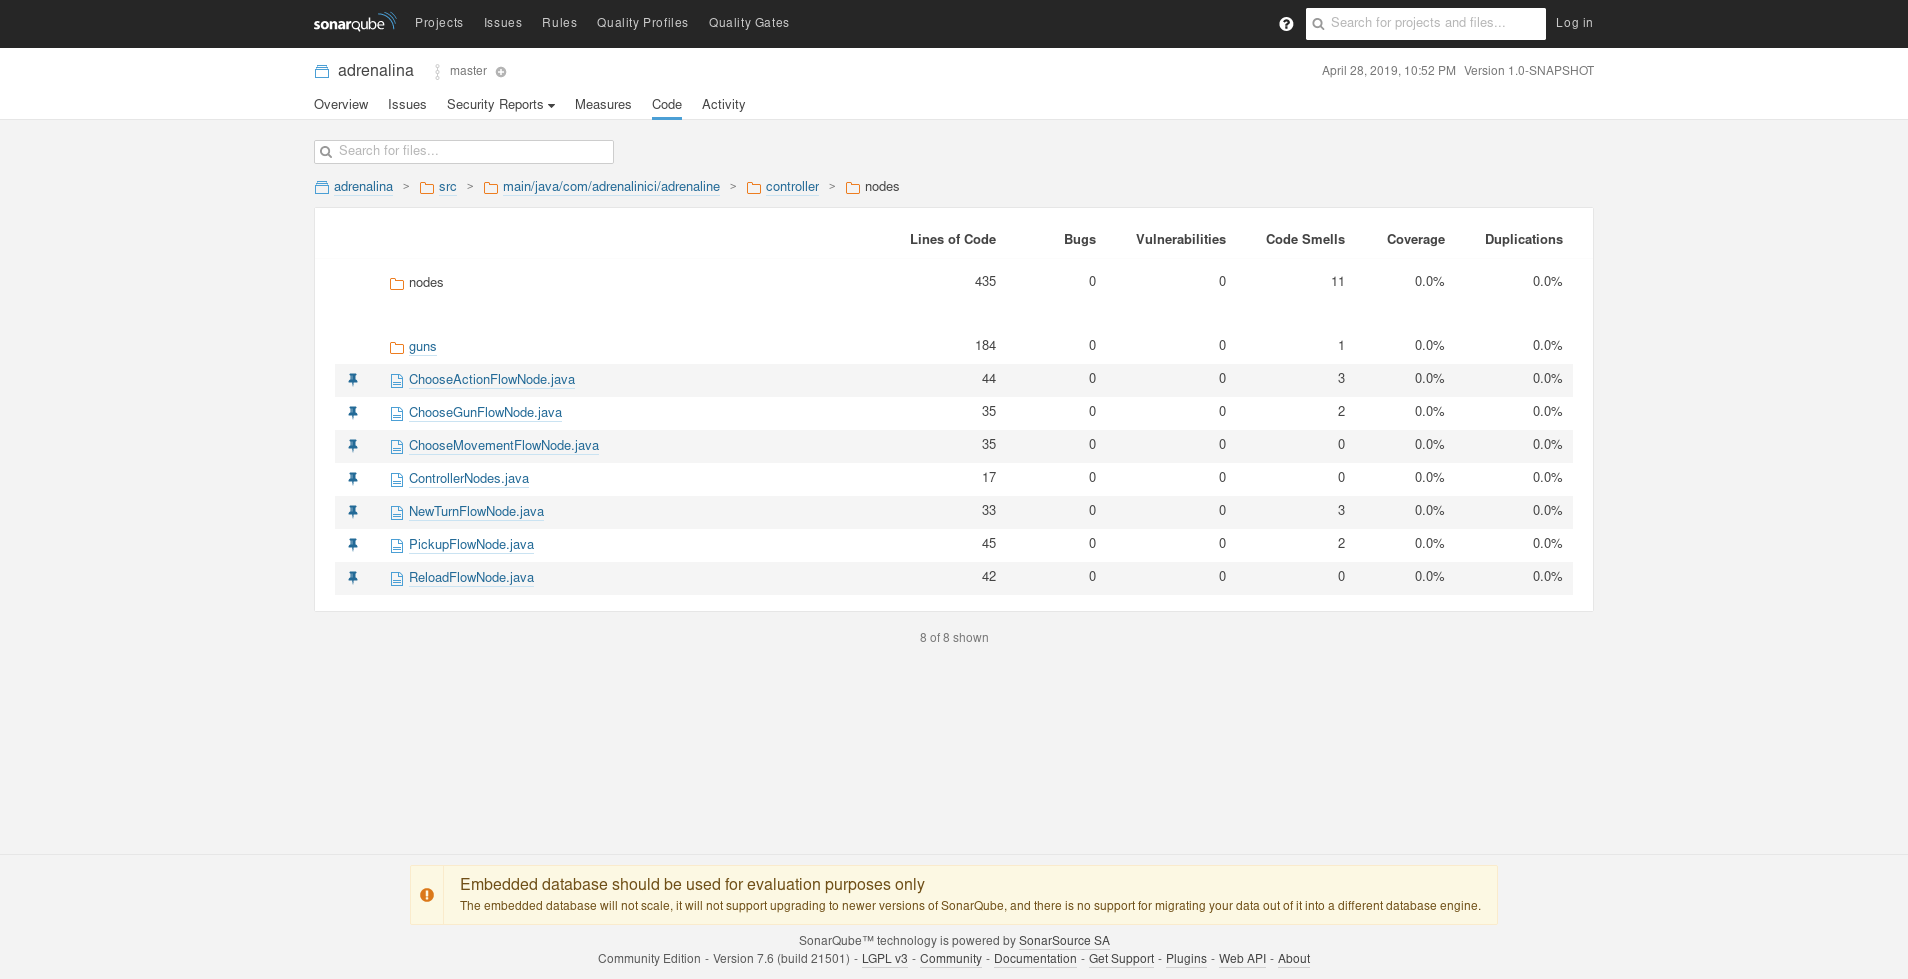 sonarqube Projects Issues Rules Quality Profiles Quality Gates Search for projects and files... Log in
adrenalina master April 28, 2019, 10:52 PM Version 1.0-SNAPSHOT
Overview Issues Security Reports Measures Code Activity
Search for files...
adrenalina > src > main/java/com/adrenalinici/adrenaline > controller > nodes
Lines of Code Bugs Vulnerabilities Code Smells Coverage Duplications
nodes 435 0 0 11 0.0% 0.0%
guns 184 0 0 1 0.0% 0.0%
ChooseActionFlowNode.java 44 0 0 3 0.0% 0.0%
ChooseGunFlowNode.java 35 0 0 2 0.0% 0.0%
ChooseMovementFlowNode.java 35 0 0 0 0.0% 0.0%
ControllerNodes.java 17 0 0 0 0.0% 0.0%
NewTurnFlowNode.java 33 0 0 3 0.0% 0.0%
PickupFlowNode.java 45 0 0 2 0.0% 0.0%
ReloadFlowNode.java 42 0 0 0 0.0% 0.0%
8 of 8 shown
Embedded database should be used for evaluation purposes only
The embedded database will not scale, it will not support upgrading to newer versions of SonarQube, and there is no support for migrating your data out of it into a different database engine.
SonarQube™ technology is powered by SonarSource SA
Community Edition - Version 7.6 (build 21501) - LGPL v3 - Community - Documentation - Get Support - Plugins - Web API - About